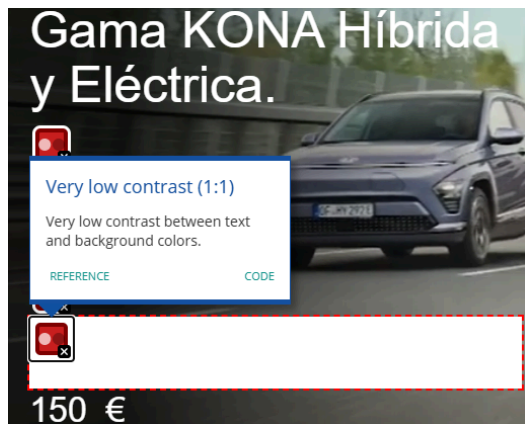 Gama KONA Híbrida
y Eléctrica.
Very low contrast (1:1)
Very low contrast between text
and background colors.
REFERENCE CODE
150 €